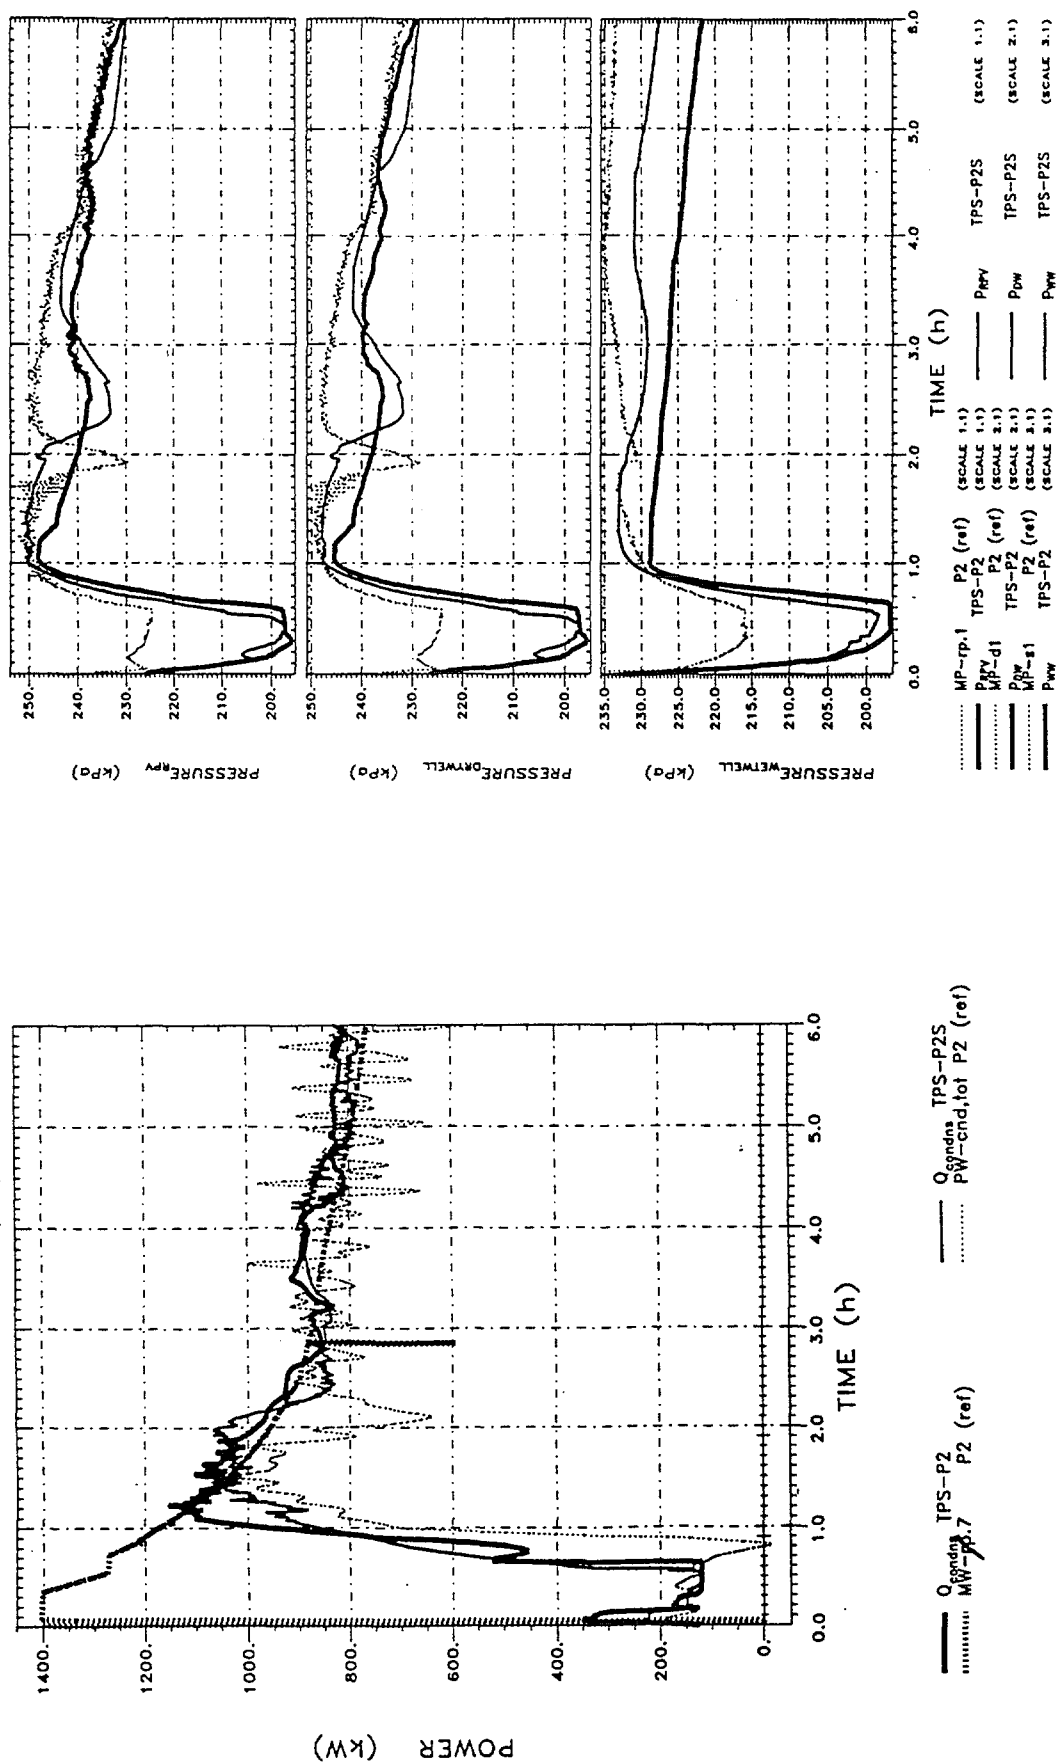 POWER (kW)
1400.
1200.
1000.
800.
600.
400.
200.
0.
0.0 1.0 2.0 3.0 4.0 5.0 6.0
TIME (h)
Qcondns TPS-P2
P2 (ref)
Qcondns TPS-P2S
PW-cnd,tot P2 (ref)
PRESSURE RPV (kPa)
250.
240.
230.
220.
210.
200.
PRESSURE DRYWELL (kPa)
250.
240.
230.
220.
210.
200.
PRESSURE WETWELL (kPa)
235.0
230.0
225.0
220.0
215.0
210.0
205.0
0.0 1.0 2.0 3.0 4.0 5.0 6.0
TIME (h)
MP-rp.1 P2 (ref) (SCALE 1.1)
PRPV TPS-P2 (SCALE 1.1)
MP-d1 P2 (ref) (SCALE 2.1)
PDW TPS-P2 (SCALE 2.1)
MP-s1 P2 (ref) (SCALE 3.1)
PWW TPS-P2 (SCALE 3.1)
PRPV TPS-P2S (SCALE 1.1)
PDW TPS-P2S (SCALE 2.1)
PWW TPS-P2S (SCALE 3.1)